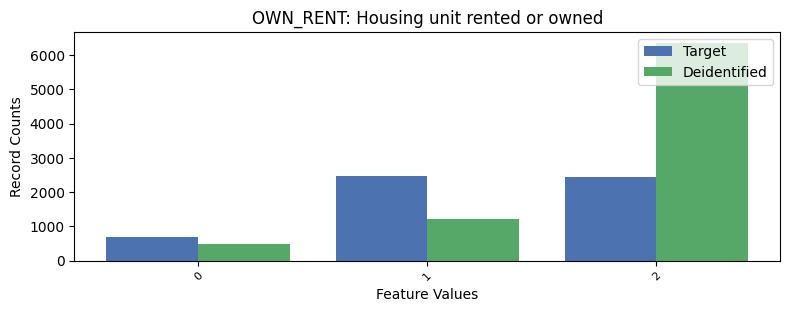 OWN_RENT: Housing unit rented or owned
Target
Deidentified
Record Counts
6000
5000
4000
3000
2000
1000
0
0
1
2
Feature Values